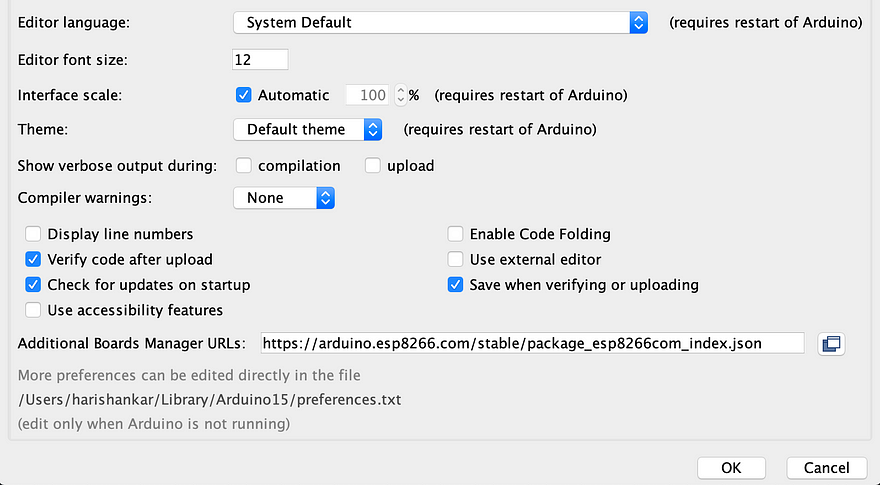 Editor language: System Default (requires restart of Arduino)
Editor font size: 12
Interface scale: Automatic 100 % (requires restart of Arduino)
Theme: Default theme (requires restart of Arduino)
Show verbose output during: compilation upload
Compiler warnings: None
Display line numbers Enable Code Folding
Verify code after upload Use external editor
Check for updates on startup Save when verifying or uploading
Use accessibility features
Additional Boards Manager URLs: https://arduino.esp8266.com/stable/package_esp8266com_index.json
More preferences can be edited directly in the file
/Users/harishankar/Library/Arduino15/preferences.txt
(edit only when Arduino is not running)
OK Cancel